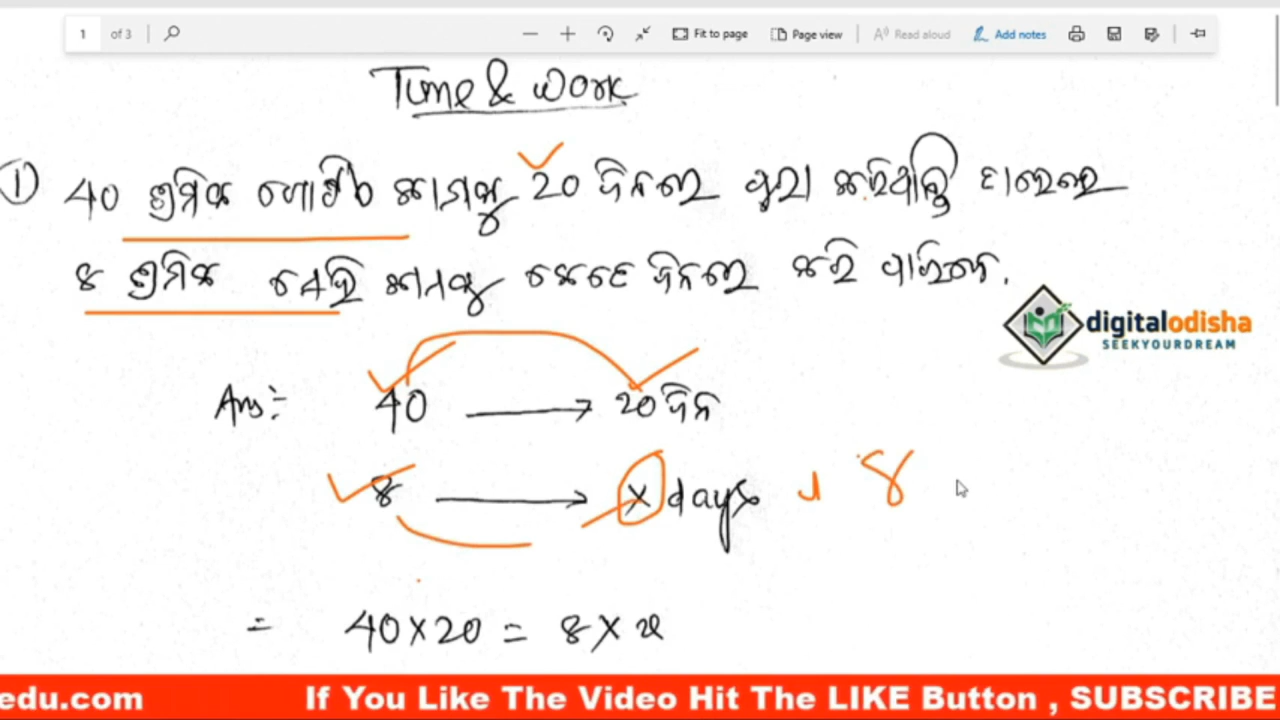 1 of 3 Fit to page Page view Read aloud Add notes
Time & Work
① 40 ଶ୍ରମିକ ଗୋଟିଏ କାମକୁ 20 ଦିନରେ ପୁରା କରିଥାନ୍ତି ତାହେଲେ
8 ଶ୍ରମିକ ସେହି କାମକୁ କେତେ ଦିନରେ କରି ପାରିବେ.
digitalodisha
SEEKYOURDREAM
Ans:- 40 → 20 ଦିନ
8 → x days
= 40 × 20 = 8 × x
edu.com If You Like The Video Hit The LIKE Button , SUBSCRIBE